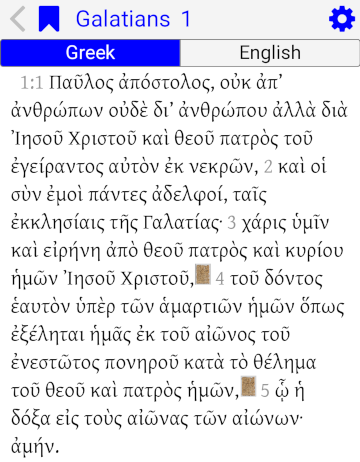 Galatians 1
Greek English
1:1 Παῦλος ἀπόστολος, οὐκ ἀπ’
ἀνθρώπων οὐδὲ δι’ ἀνθρώπου ἀλλὰ διὰ
Ἰησοῦ Χριστοῦ καὶ θεοῦ πατρὸς τοῦ
ἐγείραντος αὐτὸν ἐκ νεκρῶν, 2 καὶ οἱ
σὺν ἐμοὶ πάντες ἀδελφοί, ταῖς
ἐκκλησίαις τῆς Γαλατίας· 3 χάρις ὑμῖν
καὶ εἰρήνη ἀπὸ θεοῦ πατρὸς καὶ κυρίου
ἡμῶν Ἰησοῦ Χριστοῦ, 4 τοῦ δόντος
ἑαυτὸν ὑπὲρ τῶν ἁμαρτιῶν ἡμῶν ὅπως
ἐξέληται ἡμᾶς ἐκ τοῦ αἰῶνος τοῦ
ἐνεστῶτος πονηροῦ κατὰ τὸ θέλημα
τοῦ θεοῦ καὶ πατρὸς ἡμῶν, 5 ᾧ ἡ
δόξα εἰς τοὺς αἰῶνας τῶν αἰώνων·
ἀμήν.